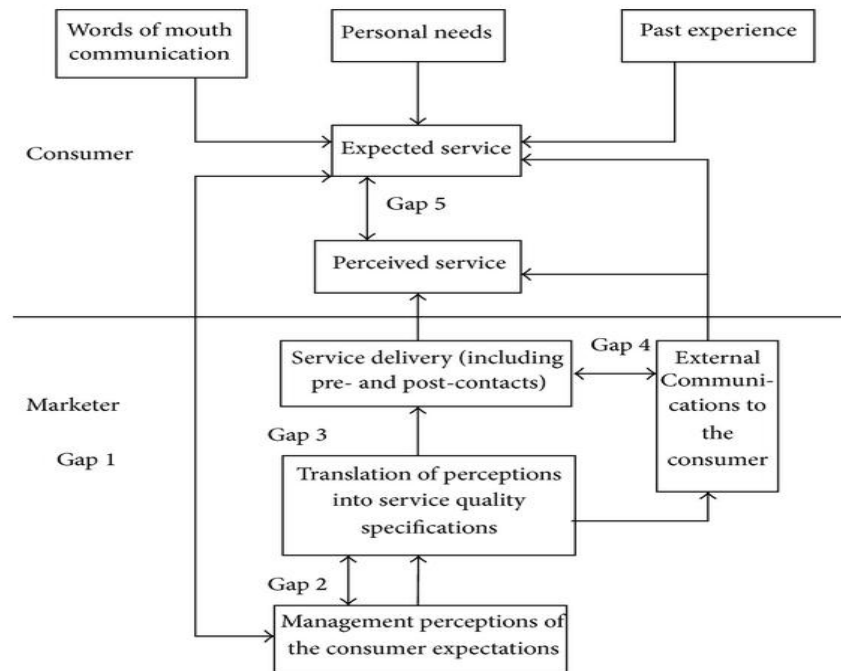 Words of mouth
communication
Personal needs
Past experience
Consumer
Expected service
Gap 5
Perceived service
Service delivery (including
pre- and post-contacts)
Gap 4
External
Communi-
cations to
the
consumer
Marketer
Gap 1
Gap 3
Translation of perceptions
into service quality
specifications
Gap 2
Management perceptions of
the consumer expectations